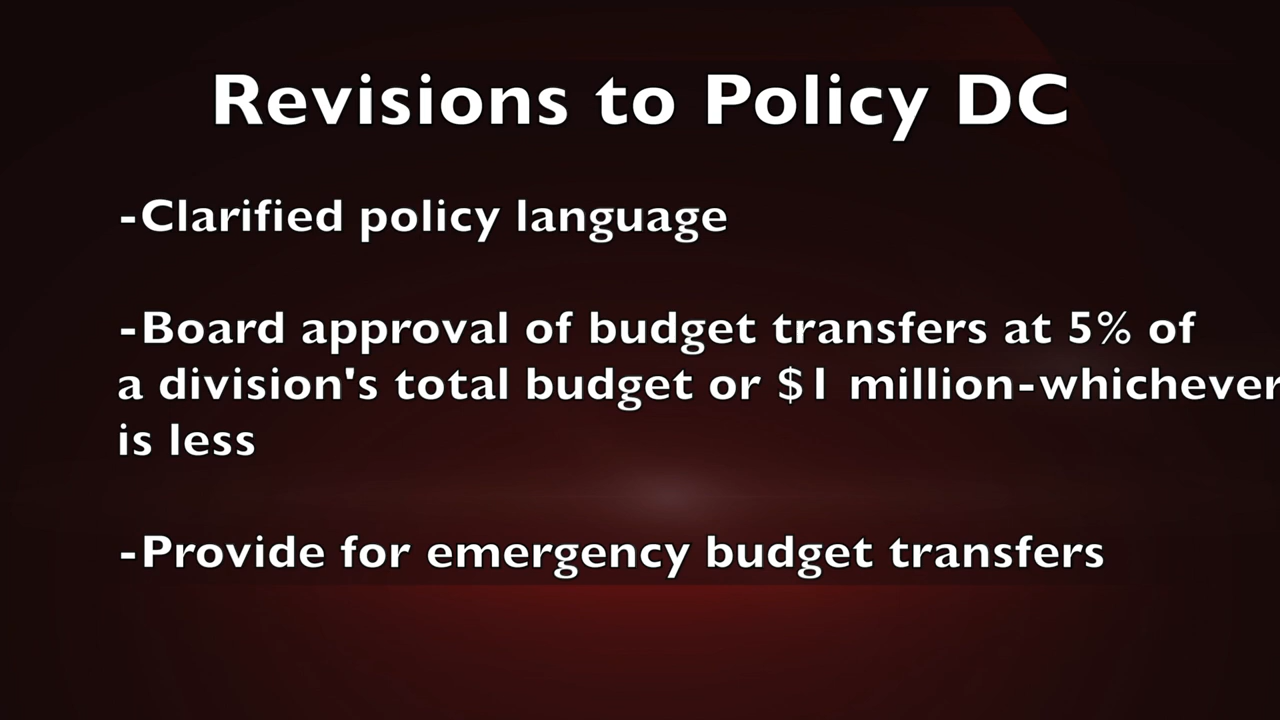 Revisions to Policy DC
-Clarified policy language
-Board approval of budget transfers at 5% of
a division's total budget or $1 million-whichever
is less
-Provide for emergency budget transfers